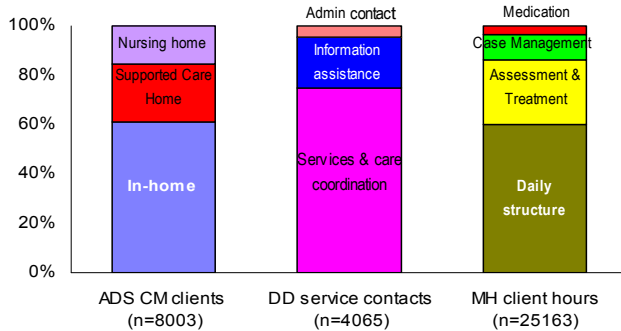 100%
80%
60%
40%
20%
0%
Nursing home
Supported Care
Home
In-home
Admin contact
Information
assistance
Services & care
coordination
Medication
Case Management
Assessment &
Treatment
Daily
structure
ADS CM clients
(n=8003)
DD service contacts
(n=4065)
MH client hours
(n=25163)